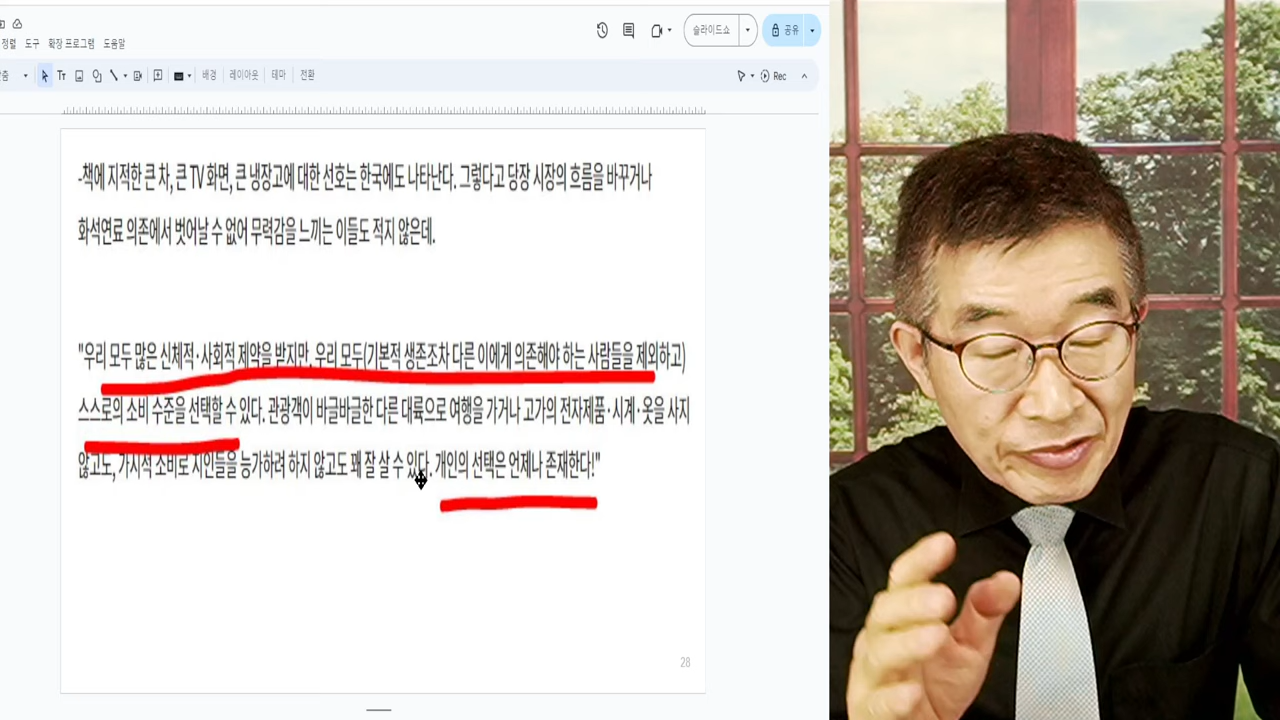 정렬 도구 확장 프로그램 도움말
슬라이드쇼 공유
배경 레이아웃 테마 전환 Rec
-책에 지적한 큰 차, 큰 TV 화면, 큰 냉장고에 대한 선호는 한국에도 나타난다. 그렇다고 당장 시장의 흐름을 바꾸거나
화석연료 의존에서 벗어날 수 없어 무력감을 느끼는 이들도 적지 않은데.
"우리 모두 많은 신체적·사회적 제약을 받지만, 우리 모두(기본적 생존조차 다른 이에게 의존해야 하는 사람들을 제외하고)
스스로의 소비 수준을 선택할 수 있다. 관광객이 바글바글한 다른 대륙으로 여행을 가거나 고가의 전자제품·시계·옷을 사지
않고도, 가시적 소비로 지인들을 능가하려 하지 않고도 꽤 잘 살 수 있다. 개인의 선택은 언제나 존재한다!"
28